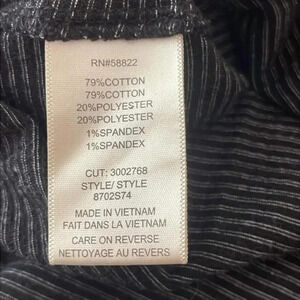 RN#58822
79%COTTON
79%COTTON
20%POLYESTER
20%POLYESTER
1%SPANDEX
1%SPANDEX
CUT: 3002768
STYLE/ STYLE
8702S74
MADE IN VIETNAM
FAIT DANS LA VIETNAM
CARE ON REVERSE
NETTOYAGE AU REVERS